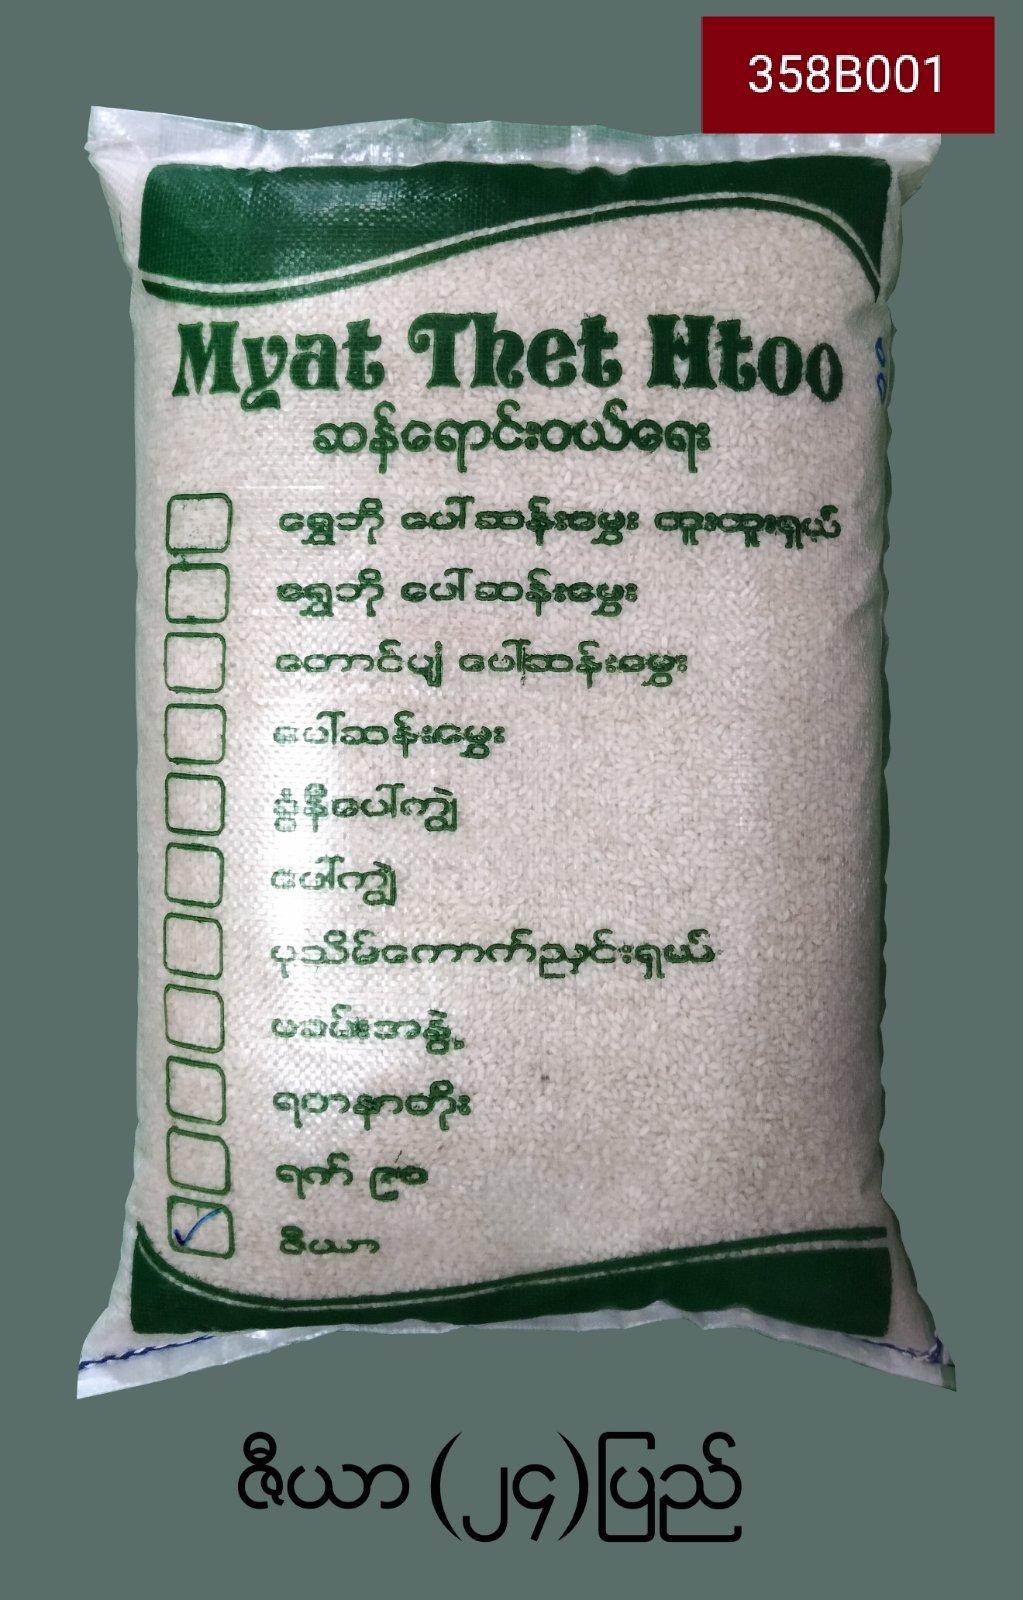 358B001
Myat Thet Htoo
ဆန်ရောင်းဝယ်ရေး
ရွှေဘို ပေါ်ဆန်းမွှေး ထူးထူးရှယ်
ရွှေဘို ပေါ်ဆန်းမွှေး
တောင်ပျံ ပေါ်ဆန်းမွှေး
ပေါ်ဆန်းမွှေး
နွံနီပေါ်ကျွဲ
ပေါ်ကျွဲ
ပုသိမ်ကောက်ညှင်းရှယ်
ဗခမ်းအနွဲ့
ရတနာတိုး
ရက် ၉၀
ဇီယာ
ဇီယာ (၂၄)ပြည်